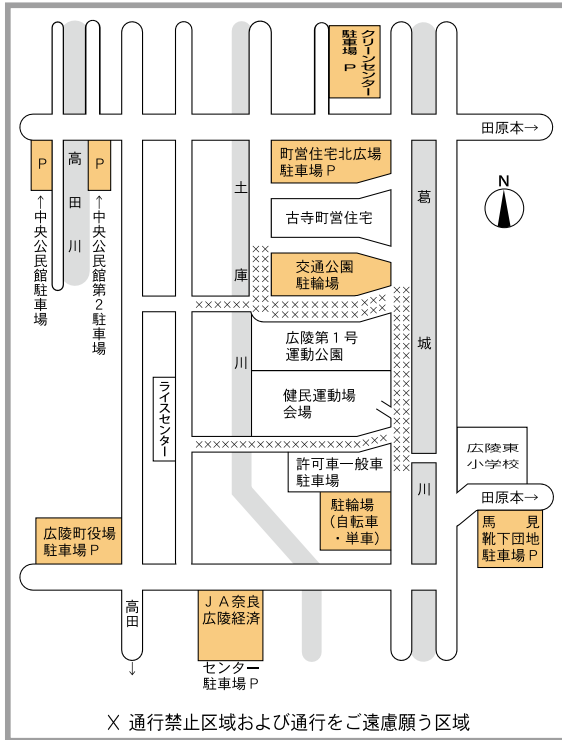 クリーンセンター
駐車場 P
田原本→
P
高田川
P
町営住宅北広場
駐車場P
土庫川
葛城川
N
古寺町営住宅
↑中央公民館駐車場
↑中央公民館第2駐車場
交通公園
駐輪場
広陵第1号
運動公園
ライスセンター
健民運動場
会場
広陵東
小学校
許可車一般車
駐車場
田原本→
駐輪場
(自転車
・単車)
広陵町役場
駐車場P
馬見
靴下団地
駐車場P
高田
↓
JA奈良
広陵経済
センター
駐車場P
X 通行禁止区域および通行をご遠慮願う区域